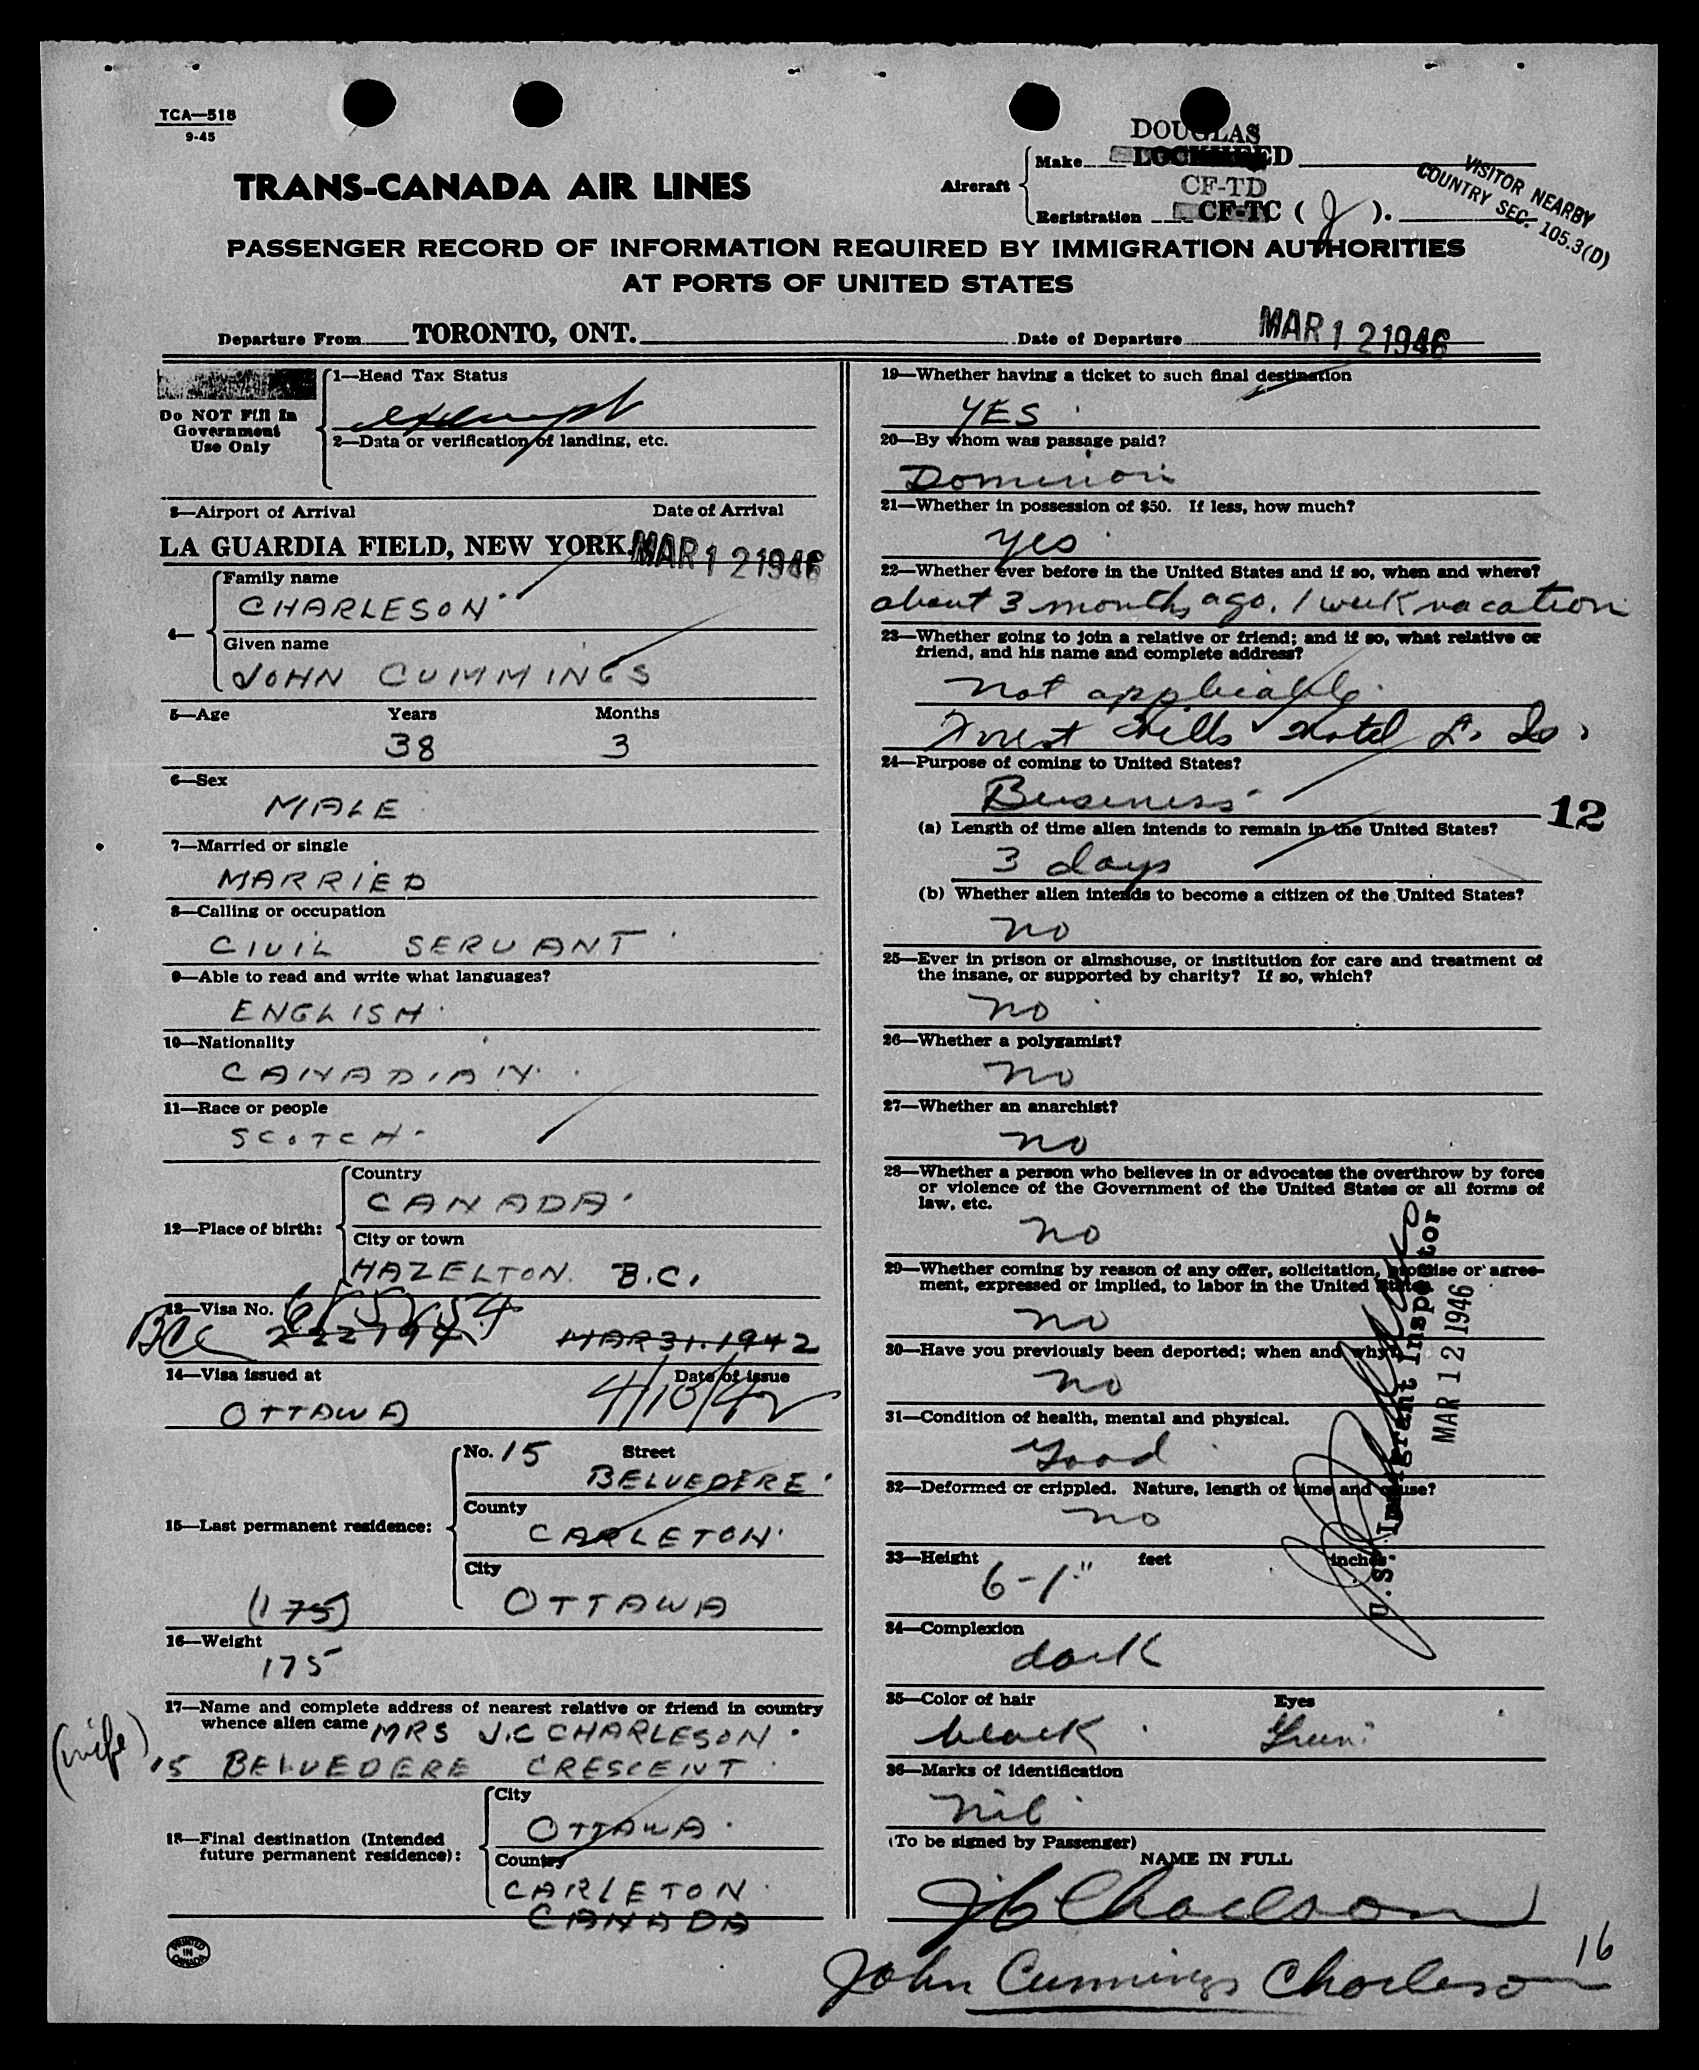 TCA—518
9-45
TRANS-CANADA AIR LINES
Aircraft
Make
DOUGLAS
LOCKHEED
CF-TD
Registration CF-TC ( J ).
VISITOR NEARBY
COUNTRY SEC. 105.3(D)
PASSENGER RECORD OF INFORMATION REQUIRED BY IMMIGRATION AUTHORITIES
AT PORTS OF UNITED STATES
Departure From TORONTO, ONT. Date of Departure MAR 12 1946
Do NOT Fill In
Government
Use Only
1—Head Tax Status
exempt
2—Data or verification of landing, etc.
3—Airport of Arrival Date of Arrival
LA GUARDIA FIELD, NEW YORK. MAR 12 1946
4—
Family name
CHARLESON
Given name
JOHN CUMMINGS
5—Age Years Months
38 3
6—Sex
MALE
7—Married or single
MARRIED
8—Calling or occupation
CIVIL SERVANT
9—Able to read and write what languages?
ENGLISH
10—Nationality
CANADIAN
11—Race or people
SCOTCH
12—Place of birth:
Country
CANADA
City or town
HAZELTON. B.C.
13—Visa No.
BCC 222794 MAR 31. 1942
14—Visa issued at Date of issue
OTTAWA 4/10/42
15—Last permanent residence:
No. 15 Street
BELVEDERE
County
CARLETON
City
OTTAWA
(175)
16—Weight
175
17—Name and complete address of nearest relative or friend in country
whence alien came MRS J.C CHARLESON
(wife) 15 BELVEDERE CRESCENT
18—Final destination (Intended
future permanent residence):
City
OTTAWA
Country
CARLETON
CANADA
PRINTED
IN
CANADA
19—Whether having a ticket to such final destination
YES
20—By whom was passage paid?
Dominion
21—Whether in possession of $50. If less, how much?
yes
22—Whether ever before in the United States and if so, when and where?
about 3 months ago. 1 week vacation
23—Whether going to join a relative or friend; and if so, what relative or
friend, and his name and complete address?
not applicable
Forest Hills Hotel L. Is.
24—Purpose of coming to United States?
Business
12
(a) Length of time alien intends to remain in the United States?
3 days
(b) Whether alien intends to become a citizen of the United States?
no
25—Ever in prison or almshouse, or institution for care and treatment of
the insane, or supported by charity? If so, which?
no
26—Whether a polygamist?
no
27—Whether an anarchist?
no
28—Whether a person who believes in or advocates the overthrow by force
or violence of the Government of the United States or all forms of
law, etc.
no
29—Whether coming by reason of any offer, solicitation, promise or agree-
ment, expressed or implied, to labor in the United States?
no
30—Have you previously been deported; when and why?
no
31—Condition of health, mental and physical.
Good
32—Deformed or crippled. Nature, length of time and cause?
no
U.S. Immigrant Inspector
MAR 12 1946
33—Height feet inches
6-1"
34—Complexion
dark
35—Color of hair Eyes
black Green
36—Marks of identification
nil
(To be signed by Passenger)
NAME IN FULL
JC Charleson
16
John Cummings Charleson